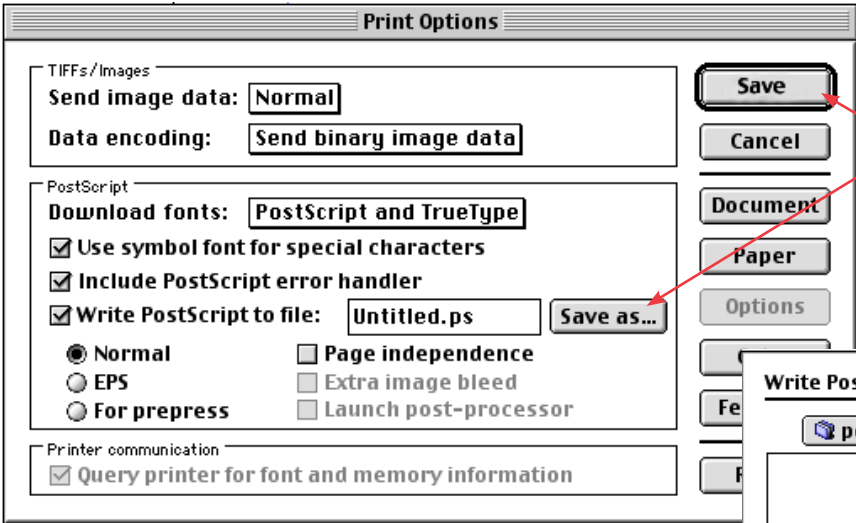 Print Options
TIFFs/Images
Send image data: Normal
Data encoding: Send binary image data
PostScript
Download fonts: PostScript and TrueType
Use symbol font for special characters
Include PostScript error handler
Write PostScript to file: Untitled.ps Save as...
Normal Page independence
EPS Extra image bleed
For prepress Launch post-processor
Printer communication
Query printer for font and memory information
Save
Cancel
Document
Paper
Options
Fe
Write Pos